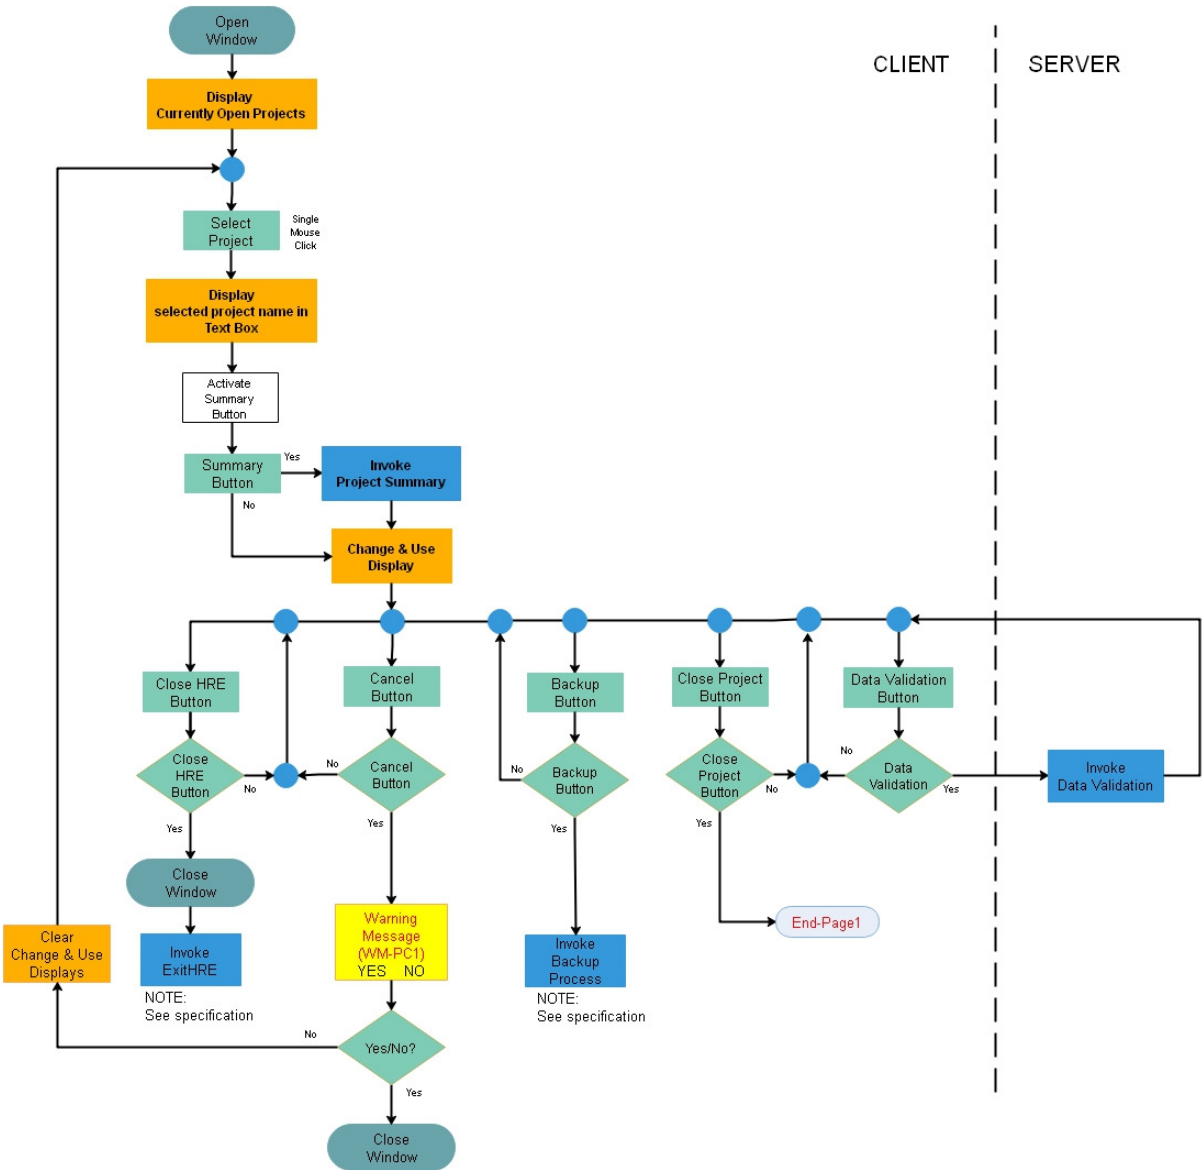 Open
Window
CLIENT
SERVER
Display
Currently Open Projects
Select
Project
Single
Mouse
Click
Display
selected project name in
Text Box
Activate
Summary
Button
Summary
Button
Yes
No
Invoke
Project Summary
Change & Use
Display
Close HRE
Button
Cancel
Button
Backup
Button
Close Project
Button
Data Validation
Button
Close
HRE
Button
No
Yes
Cancel
Button
No
Yes
Backup
Button
No
Yes
Close
Project
Button
No
Yes
Data
Validation
No
Yes
Invoke
Data Validation
Close
Window
Invoke
ExitHRE
NOTE:
See specification
Warning
Message
(WM-PC1)
YES NO
Invoke
Backup
Process
NOTE:
See specification
End-Page1
Clear
Change & Use
Displays
Yes/No?
No
Yes
Close
Window